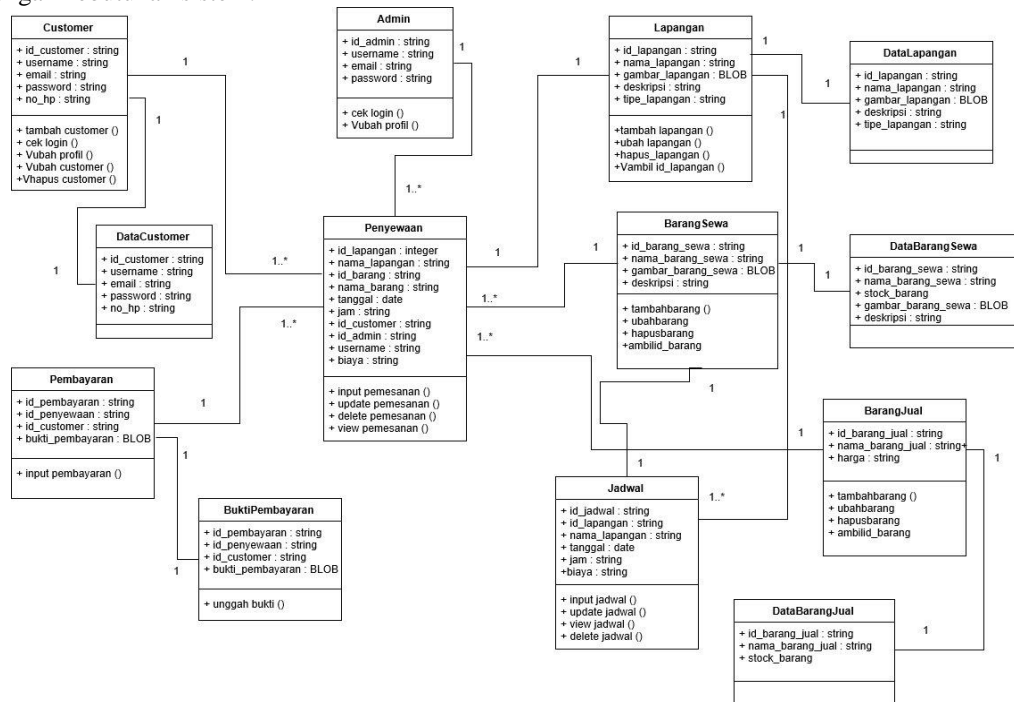 Customer
+ id_customer : string
+ username : string
+ email : string
+ password : string
+ no_hp : string
+ tambah customer ()
+ cek login ()
+ Vubah profil ()
+ Vubah customer ()
+Vhapus customer ()
1
1
Admin
+ id_admin : string
+ username : string
+ email : string
+ password : string
+ cek login ()
+ Vubah profil ()
1
1..*
Lapangan
+ id_lapangan : string
+ nama_lapangan : string
+ gambar_lapangan : BLOB
+ deskripsi : string
+ tipe_lapangan : string
+tambah lapangan ()
+ubah lapangan ()
+hapus_lapangan ()
+Vambil id_lapangan ()
1
1
1
DataLapangan
+ id_lapangan : string
+ nama_lapangan : string
+ gambar_lapangan : BLOB
+ deskripsi : string
+ tipe_lapangan : string
DataCustomer
+ id_customer : string
+ username : string
+ email : string
+ password : string
+ no_hp : string
1
1..*
1..*
Penyewaan
+ id_lapangan : integer
+ nama_lapangan : string
+ id_barang : string
+ nama_barang : string
+ tanggal : date
+ jam : string
+ id_customer : string
+ id_admin : string
+ username : string
+ biaya : string
+ input pemesanan ()
+ update pemesanan ()
+ delete pemesanan ()
+ view pemesanan ()
1
1..*
1..*
BarangSewa
+ id_barang_sewa : string
+ nama_barang_sewa : string
+ gambar_barang_sewa : BLOB
+ deskripsi : string
+ tambahbarang ()
+ ubahbarang
+ hapusbarang
+ambilid_barang
1
1
1
1
DataBarangSewa
+ id_barang_sewa : string
+ nama_barang_sewa : string
+ stock_barang
+ gambar_barang_sewa : BLOB
+ deskripsi : string
Pembayaran
+ id_pembayaran : string
+ id_penyewaan : string
+ id_customer : string
+ bukti_pembayaran : BLOB
+ input pembayaran ()
1
1
BuktiPembayaran
+ id_pembayaran : string
+ id_penyewaan : string
+ id_customer : string
+ bukti_pembayaran : BLOB
+ unggah bukti ()
1
Jadwal
+ id_jadwal : string
+ id_lapangan : string
+ nama_lapangan : string
+ tanggal : date
+ jam : string
+biaya : string
+ input jadwal ()
+ update jadwal ()
+ view jadwal ()
+ delete jadwal ()
1
1..*
BarangJual
+ id_barang_jual : string
+ nama_barang_jual : string+
+ harga : string
+ tambahbarang ()
+ ubahbarang
+ hapusbarang
+ ambilid_barang
1
1
DataBarangJual
+ id_barang_jual : string
+ nama_barang_jual : string
+ stock_barang
1